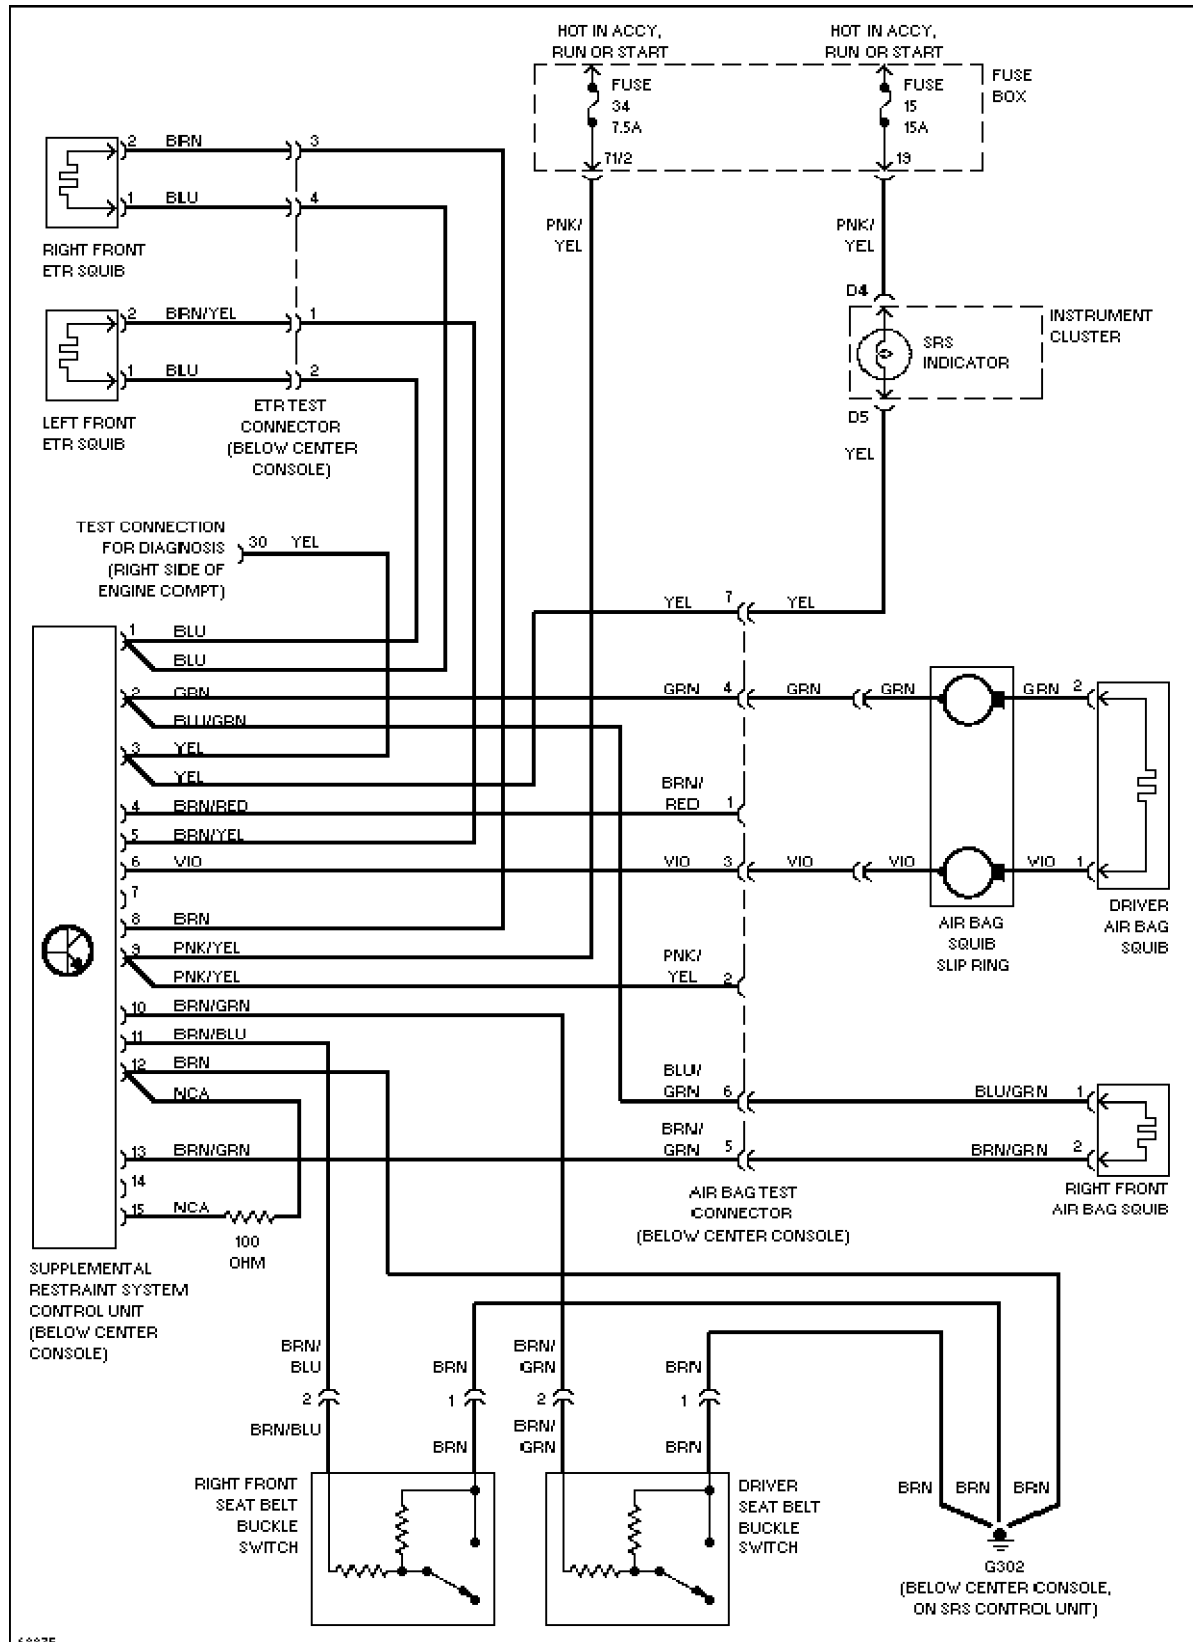 HOT IN ACCY,
RUN OR START
HOT IN ACCY,
RUN OR START
FUSE
34
7.5A
71/2
FUSE
15
15A
19
FUSE
BOX
2
BRN
3
1
BLU
4
RIGHT FRONT
ETR SQUIB
2
BRN/YEL
1
1
BLU
2
LEFT FRONT
ETR SQUIB
ETR TEST
CONNECTOR
(BELOW CENTER
CONSOLE)
PNK/
YEL
PNK/
YEL
D4
SRS
INDICATOR
INSTRUMENT
CLUSTER
D5
YEL
TEST CONNECTION
FOR DIAGNOSIS
(RIGHT SIDE OF
ENGINE COMPT)
30
YEL
YEL
7
YEL
1
BLU
BLU
2
GRN
BLU/GRN
3
YEL
YEL
4
BRN/RED
5
BRN/YEL
6
VIO
7
8
BRN
9
PNK/YEL
PNK/YEL
10
BRN/GRN
11
BRN/BLU
12
BRN
NCA
13
BRN/GRN
14
15
NCA
100
OHM
SUPPLEMENTAL
RESTRAINT SYSTEM
CONTROL UNIT
(BELOW CENTER
CONSOLE)
GRN
4
GRN
GRN
GRN
2
BRN/
RED
1
VIO
3
VIO
VIO
VIO
1
AIR BAG
SQUIB
SLIP RING
DRIVER
AIR BAG
SQUIB
PNK/
YEL
2
BLU/
GRN
6
BLU/GRN
1
BRN/
GRN
5
BRN/GRN
2
RIGHT FRONT
AIR BAG SQUIB
AIR BAG TEST
CONNECTOR
(BELOW CENTER CONSOLE)
BRN/
BLU
2
BRN/BLU
BRN
1
BRN
BRN/
GRN
2
BRN/
GRN
BRN
1
BRN
RIGHT FRONT
SEAT BELT
BUCKLE
SWITCH
DRIVER
SEAT BELT
BUCKLE
SWITCH
BRN
BRN
BRN
G302
(BELOW CENTER CONSOLE,
ON SRS CONTROL UNIT)